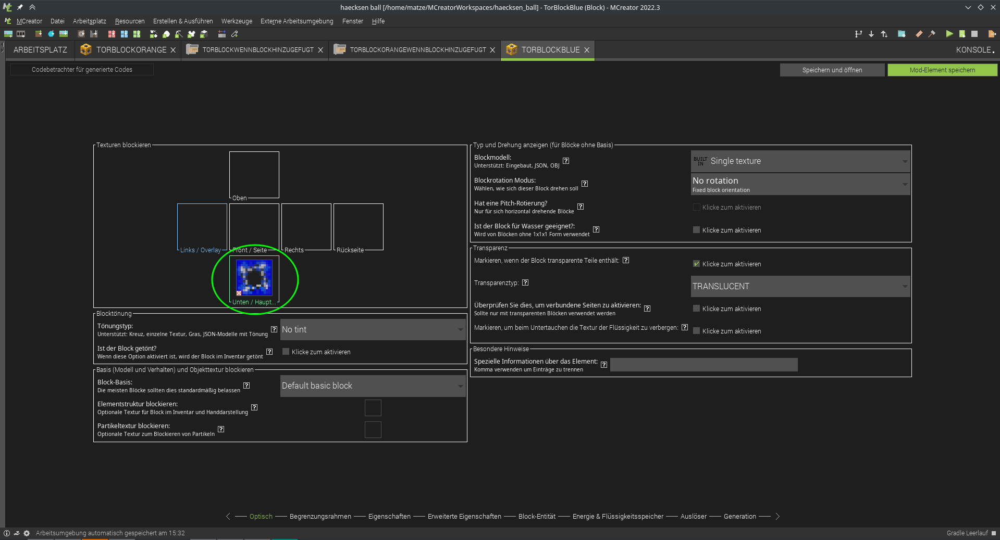 haecksen ball [/home/matze/MCreatorWorkspaces/haecksen_ball] - TorBlockBlue (Block) - MCreator 2022.3
MCreator Datei Arbeitsplatz Resourcen Erstellen & Ausführen Werkzeuge Externe Arbeitsumgebung Fenster Hilfe
ARBEITSPLATZ TORBLOCKORANGE TORBLOCKWENNBLOCKHINZUGEFUGT TORBLOCKORANGEWENNBLOCKHINZUGEFUGT TORBLOCKBLUE KONSOLE
Codebetrachter für generierte Codes
Speichern und öffnen
Mod-Element speichern
Texturen blockieren
Oben
Links / Overlay
Front / Seite
Rechts
Rückseite
Unten / Haupt...
Blocktönung
Tönungstyp:
Unterstützt: Kreuz, einzelne Textur, Gras, JSON-Modelle mit Tönung
?
No tint
Ist der Block getönt?
Wenn diese Option aktiviert ist, wird der Block im Inventar getönt
?
Klicke zum aktivieren
Basis (Modell und Verhalten) und Objekttextur blockieren
Block-Basis:
Die meisten Blöcke sollten dies standardmäßig belassen
?
Default basic block
Elementstruktur blockieren:
Optionale Textur für Block im Inventar und Handdarstellung
?
Partikeltextur blockieren:
Optionale Textur zum Blockieren von Partikeln
?
Typ und Drehung anzeigen (für Blöcke ohne Basis)
Blockmodell:
Unterstützt: Eingebaut, JSON, OBJ
?
BUILT
IN
Single texture
Blockrotation Modus:
Wählen, wie sich dieser Block drehen soll
?
No rotation
Fixed block orientation
Hat eine Pitch-Rotierung?
Nur für sich horizontal drehende Blöcke
?
Klicke zum aktivieren
Ist der Block für Wasser geeignet?:
Wird von Blöcken ohne 1x1x1 Form verwendet
?
Klicke zum aktivieren
Transparenz
Markieren, wenn der Block transparente Teile enthält:
?
Klicke zum aktivieren
Transparenztyp:
?
TRANSLUCENT
Überprüfen Sie dies, um verbundene Seiten zu aktivieren:
Sollte nur mit transparenten Blöcken verwendet werden
?
Klicke zum aktivieren
Markieren, um beim Untertauchen die Textur der Flüssigkeit zu verbergen:
?
Klicke zum aktivieren
Besondere Hinweise
Spezielle Informationen über das Element:
Komma verwenden um Einträge zu trennen
?
Optisch Begrenzungsrahmen Eigenschaften Erweiterte Eigenschaften Block-Entität Energie & Flüssigkeitsspeicher Auslöser Generation
Arbeitsumgebung automatisch gespeichert am 15:32
Gradle Leerlauf